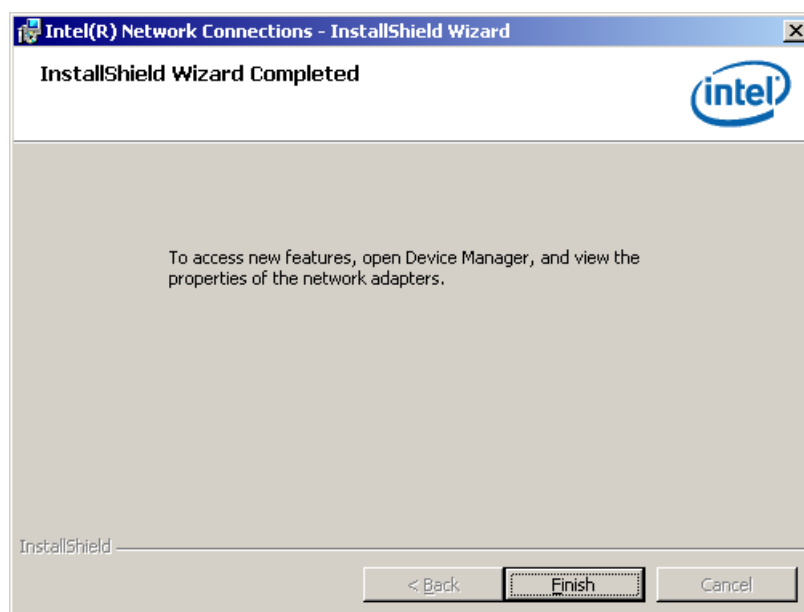 Intel(R) Network Connections - InstallShield Wizard
InstallShield Wizard Completed
intel
To access new features, open Device Manager, and view the
properties of the network adapters.
InstallShield
< Back
Finish
Cancel